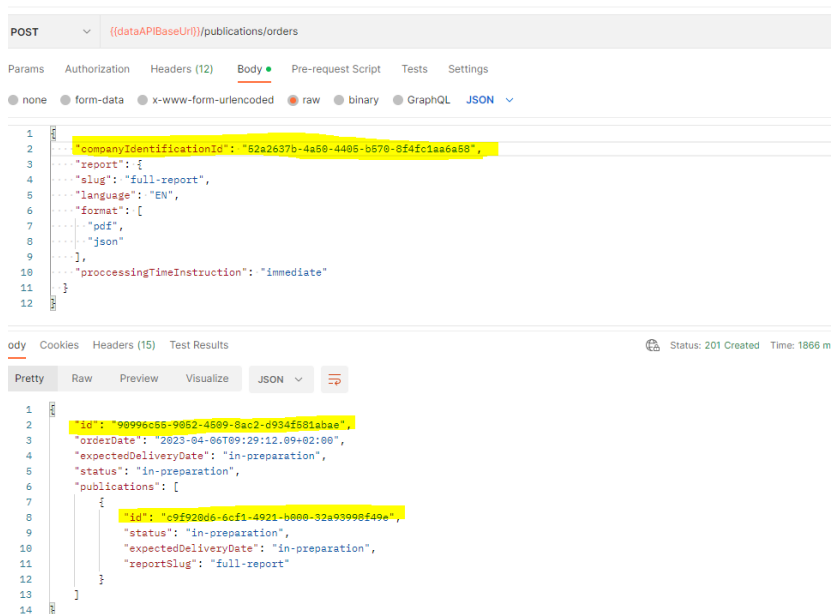 POST {{dataAPIBaseUrl}}/publications/orders
Params Authorization Headers (12) Body Pre-request Script Tests Settings
none form-data x-www-form-urlencoded raw binary GraphQL JSON
1 {
2 "companyIdentificationId": "52a2637b-4a50-4405-b570-8f4fc1aa6a58",
3 "report": {
4 "slug": "full-report",
5 "language": "EN",
6 "format": [
7 "pdf",
8 "json"
9 ],
10 "proccessingTimeInstruction": "immediate"
11 }
12 }
ody Cookies Headers (15) Test Results Status: 201 Created Time: 1866 m
Pretty Raw Preview Visualize JSON
1 {
2 "id": "90996c55-9052-4509-8ac2-d934f581abae",
3 "orderDate": "2023-04-06T09:29:12.09+02:00",
4 "expectedDeliveryDate": "in-preparation",
5 "status": "in-preparation",
6 "publications": [
7 {
8 "id": "c9f920d6-6cf1-4921-b000-32a93998f49e",
9 "status": "in-preparation",
10 "expectedDeliveryDate": "in-preparation",
11 "reportSlug": "full-report"
12 }
13 ]
14 }